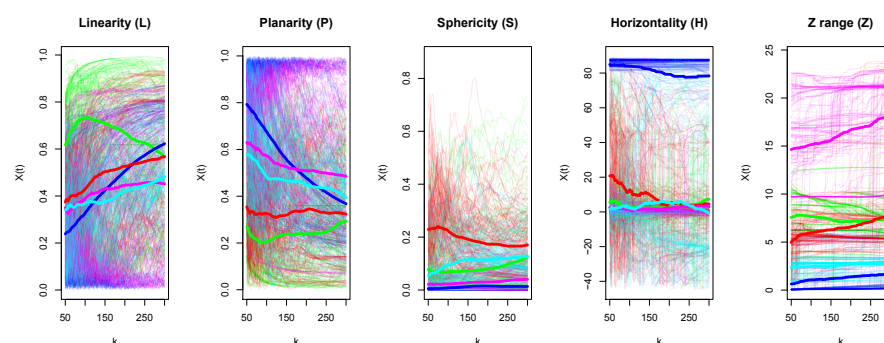 Linearity (L)
X(t)
0.0 0.2 0.4 0.6 0.8 1.0
50 150 250
k
Planarity (P)
X(t)
0.0 0.2 0.4 0.6 0.8 1.0
50 150 250
k
Sphericity (S)
X(t)
0.0 0.2 0.4 0.6 0.8
50 150 250
k
Horizontality (H)
X(t)
−40 −20 0 20 40 60 80
50 150 250
k
Z range (Z)
X(t)
0 5 10 15 20 25
50 150 250
k